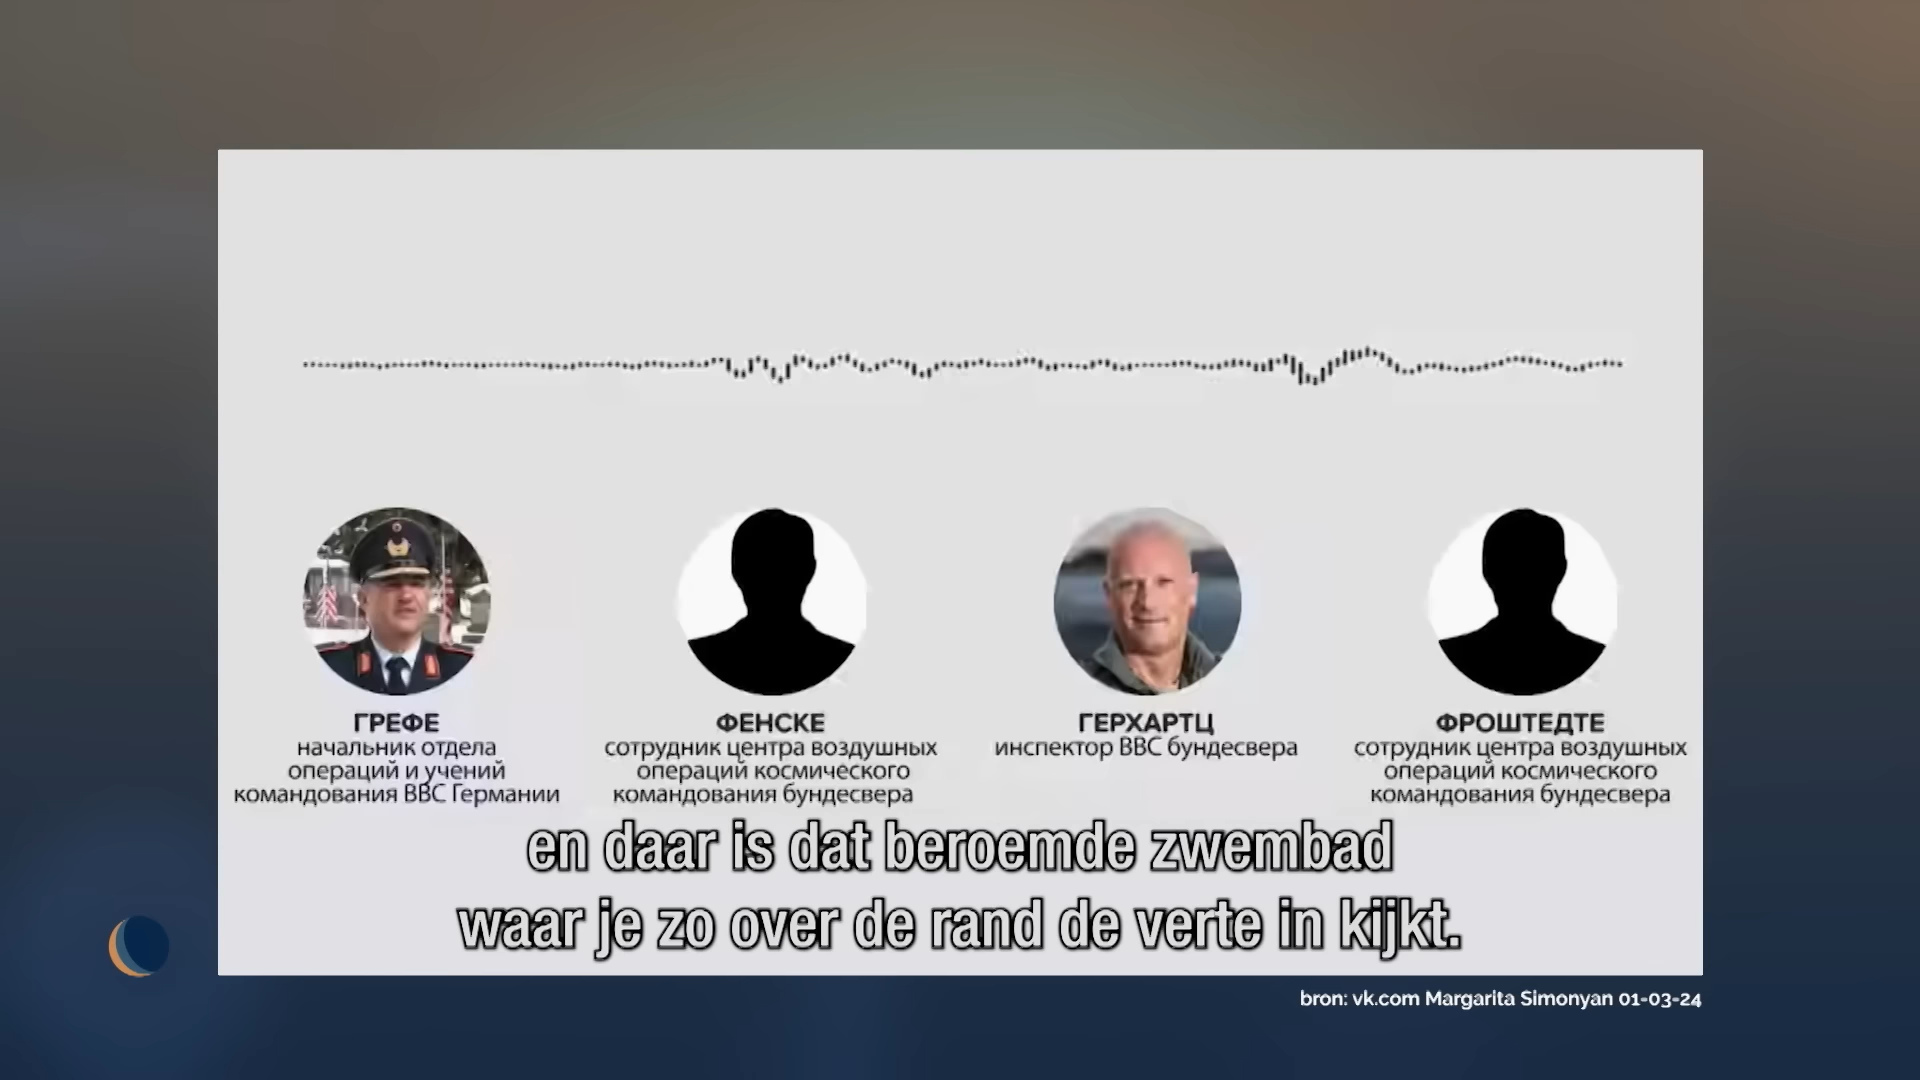 ГРЕФЕ
начальник отдела
операций и учений
командования ВВС Германии
ФЕНСКЕ
сотрудник центра воздушных
операций космического
командования бундесвера
ГЕРХАРТЦ
инспектор ВВС бундесвера
ФРОШТЕДТЕ
сотрудник центра воздушных
операций космического
командования бундесвера
en daar is dat beroemde zwembad
waar je zo over de rand de verte in kijkt.
bron: vk.com Margarita Simonyan 01-03-24